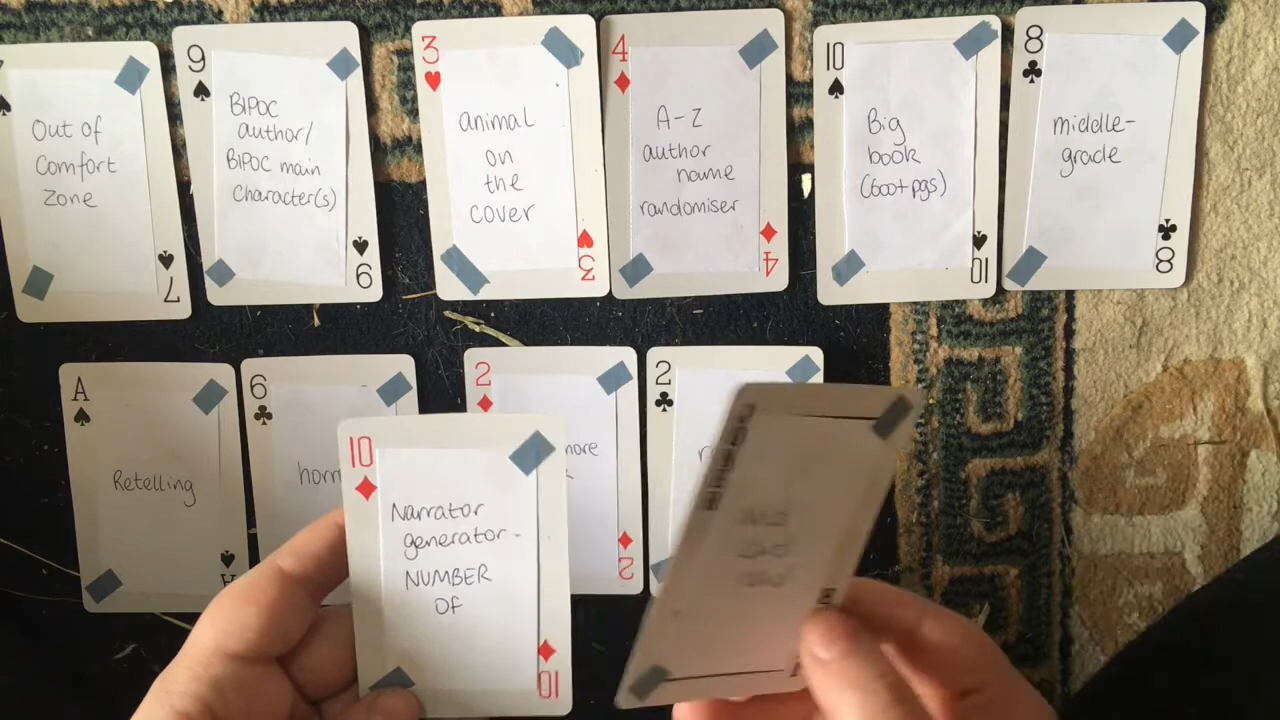 7
Out of
Comfort
Zone
7
9
BIPOC
author/
BIPOC main
Character(s)
9
3
animal
on
the
cover
3
4
A-Z
author
name
randomiser
4
10
Big
book
(600+ pgs)
10
8
middle-
grade
8
A
Retelling
A
6
2
2
2
10
Narrator
generator-
NUMBER
OF
10